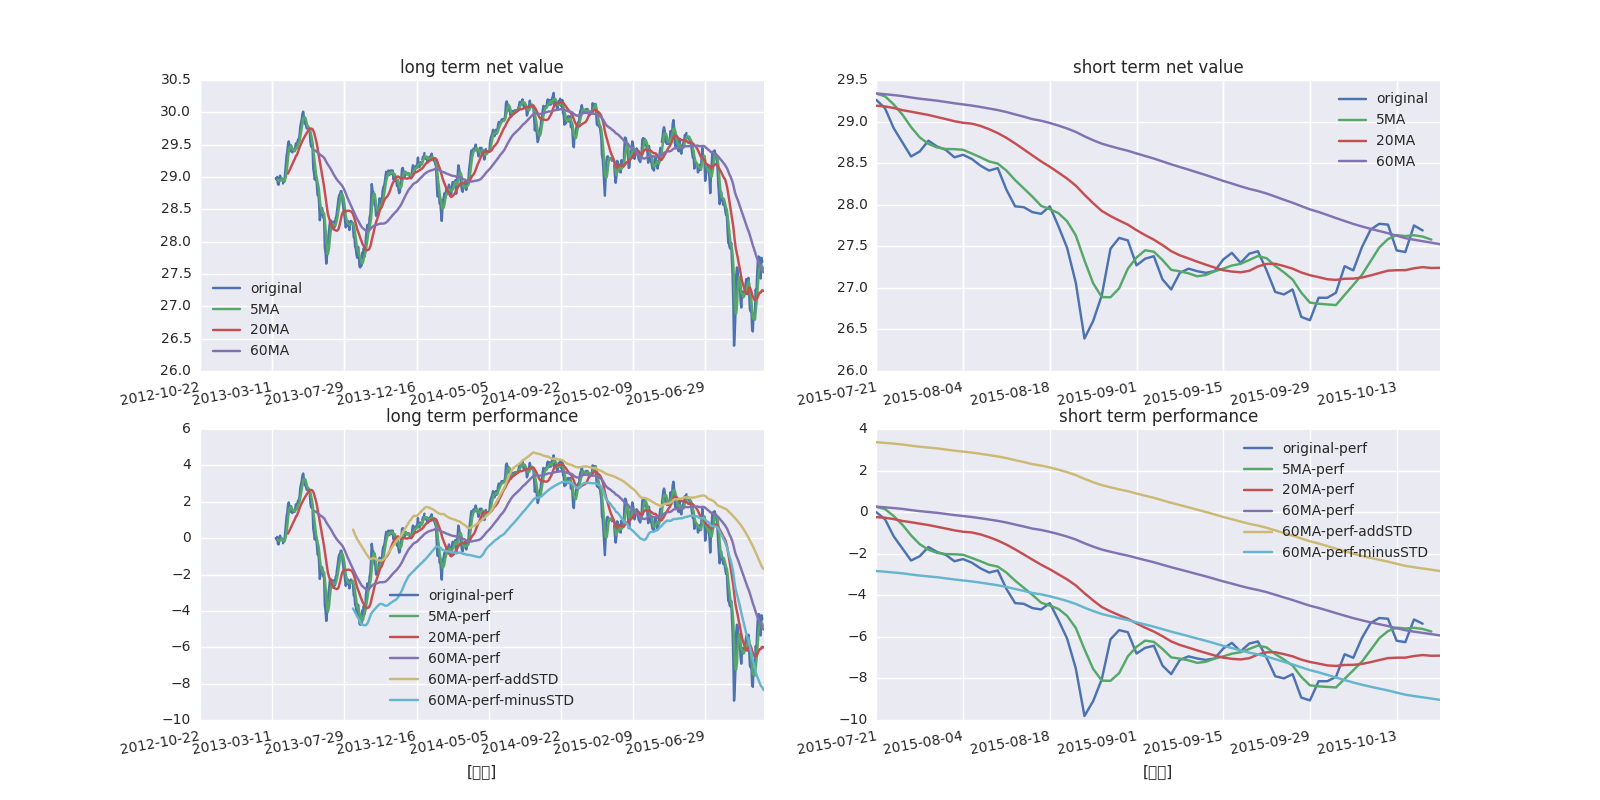 long term net value
30.5
30.0
29.5
29.0
28.5
28.0
27.5
27.0
26.5
26.0
original
5MA
20MA
60MA
2012-10-22 2013-03-11 2013-07-29 2013-12-16 2014-05-05 2014-09-22 2015-02-09 2015-06-29
short term net value
29.5
29.0
28.5
28.0
27.5
27.0
26.5
26.0
original
5MA
20MA
60MA
2015-07-21 2015-08-04 2015-08-18 2015-09-01 2015-09-15 2015-09-29 2015-10-13
long term performance
6
4
2
0
−2
−4
−6
−8
−10
original-perf
5MA-perf
20MA-perf
60MA-perf
60MA-perf-addSTD
60MA-perf-minusSTD
2012-10-22 2013-03-11 2013-07-29 2013-12-16 2014-05-05 2014-09-22 2015-02-09 2015-06-29
short term performance
4
2
0
−2
−4
−6
−8
−10
original-perf
5MA-perf
20MA-perf
60MA-perf
60MA-perf-addSTD
60MA-perf-minusSTD
2015-07-21 2015-08-04 2015-08-18 2015-09-01 2015-09-15 2015-09-29 2015-10-13